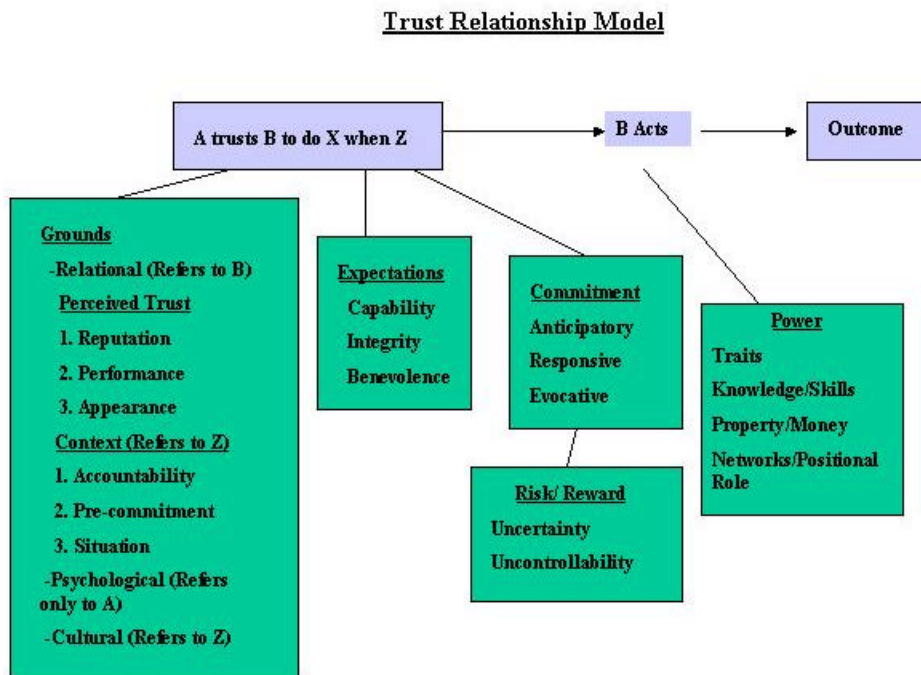 Trust Relationship Model
A trusts B to do X when Z
B Acts
Outcome
Grounds
-Relational (Refers to B)
Perceived Trust
1. Reputation
2. Performance
3. Appearance
Context (Refers to Z)
1. Accountability
2. Pre-commitment
3. Situation
-Psychological (Refers
only to A)
-Cultural (Refers to Z)
Expectations
Capability
Integrity
Benevolence
Commitment
Anticipatory
Responsive
Evocative
Risk/ Reward
Uncertainty
Uncontrollability
Power
Traits
Knowledge/Skills
Property/Money
Networks/Positional
Role